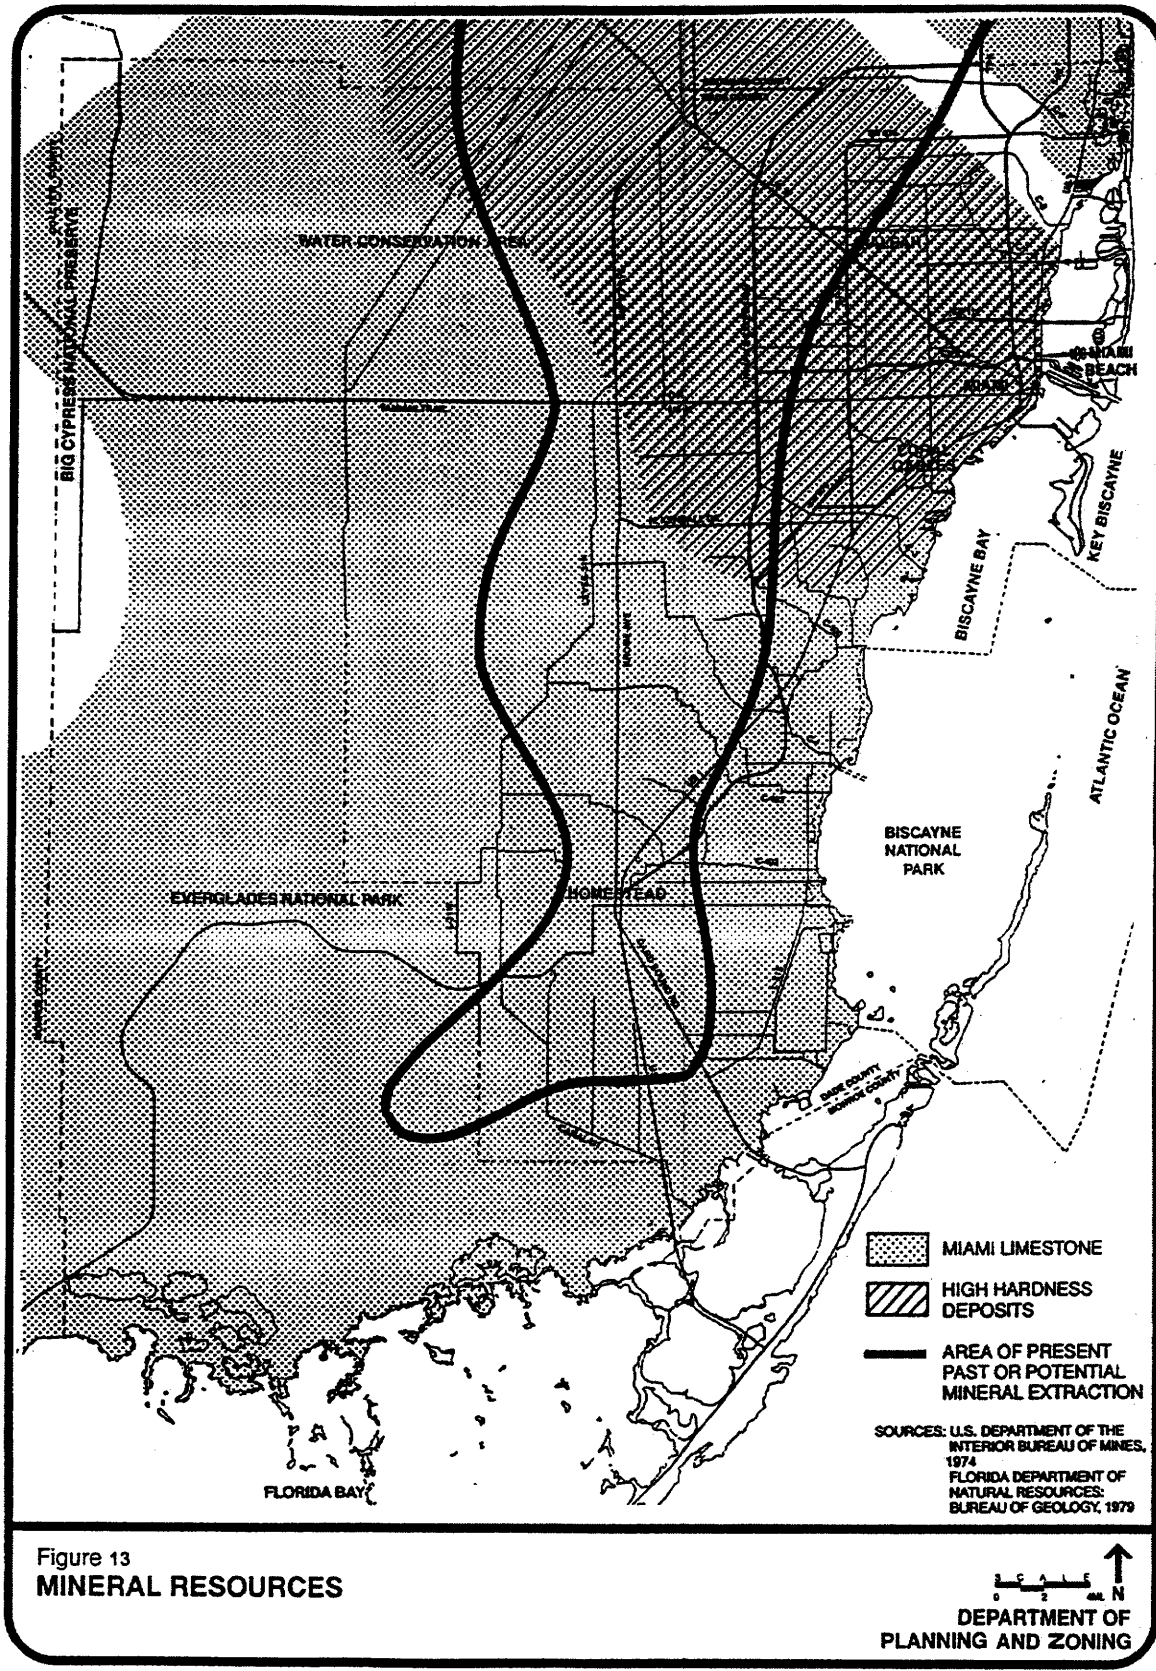 WATER CONSERVATION AREA
BIG CYPRESS NATIONAL PRESERVE
HIALEAH
MIAMI
BEACH
MIAMI
CORAL
GABLES
KEY BISCAYNE
BISCAYNE BAY
ATLANTIC OCEAN
BISCAYNE
NATIONAL
PARK
EVERGLADES NATIONAL PARK
HOMESTEAD
DADE COUNTY
MONROE COUNTY
FLORIDA BAY
MIAMI LIMESTONE
HIGH HARDNESS
DEPOSITS
AREA OF PRESENT
PAST OR POTENTIAL
MINERAL EXTRACTION
SOURCES: U.S. DEPARTMENT OF THE
INTERIOR BUREAU OF MINES,
1974
FLORIDA DEPARTMENT OF
NATURAL RESOURCES:
BUREAU OF GEOLOGY, 1979
Figure 13
MINERAL RESOURCES
SCALE
0 2 4MI.
N
DEPARTMENT OF
PLANNING AND ZONING